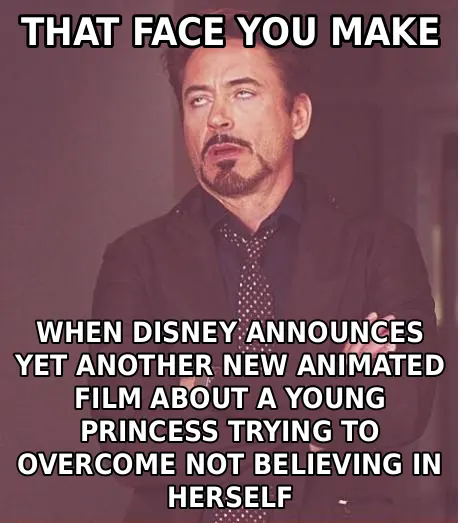 THAT FACE YOU MAKE
WHEN DISNEY ANNOUNCES
YET ANOTHER NEW ANIMATED
FILM ABOUT A YOUNG
PRINCESS TRYING TO
OVERCOME NOT BELIEVING IN
HERSELF